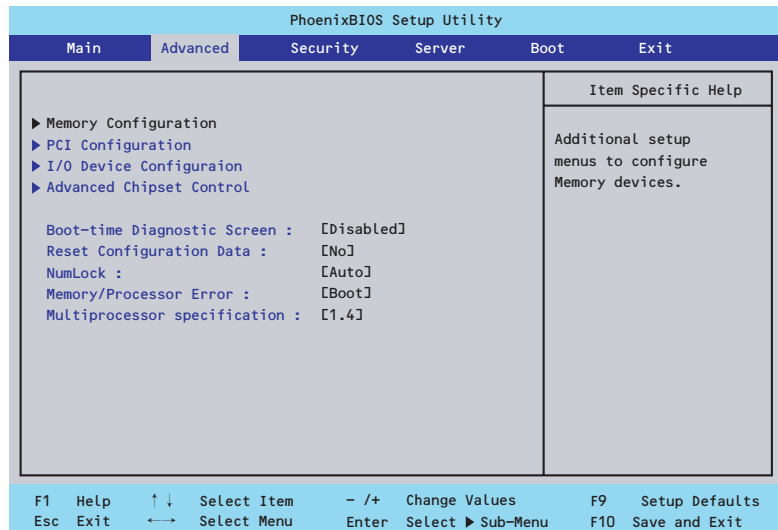 PhoenixBIOS Setup Utility
Main Advanced Security Server Boot Exit
Item Specific Help
▶ Memory Configuration
▶ PCI Configuration
▶ I/O Device Configuraion
▶ Advanced Chipset Control
Additional setup
menus to configure
Memory devices.
Boot-time Diagnostic Screen : [Disabled]
Reset Configuration Data : [No]
NumLock : [Auto]
Memory/Processor Error : [Boot]
Multiprocessor specification : [1.4]
F1 Help ↑↓ Select Item - /+ Change Values F9 Setup Defaults
Esc Exit ←→ Select Menu Enter Select ▶ Sub-Menu F10 Save and Exit